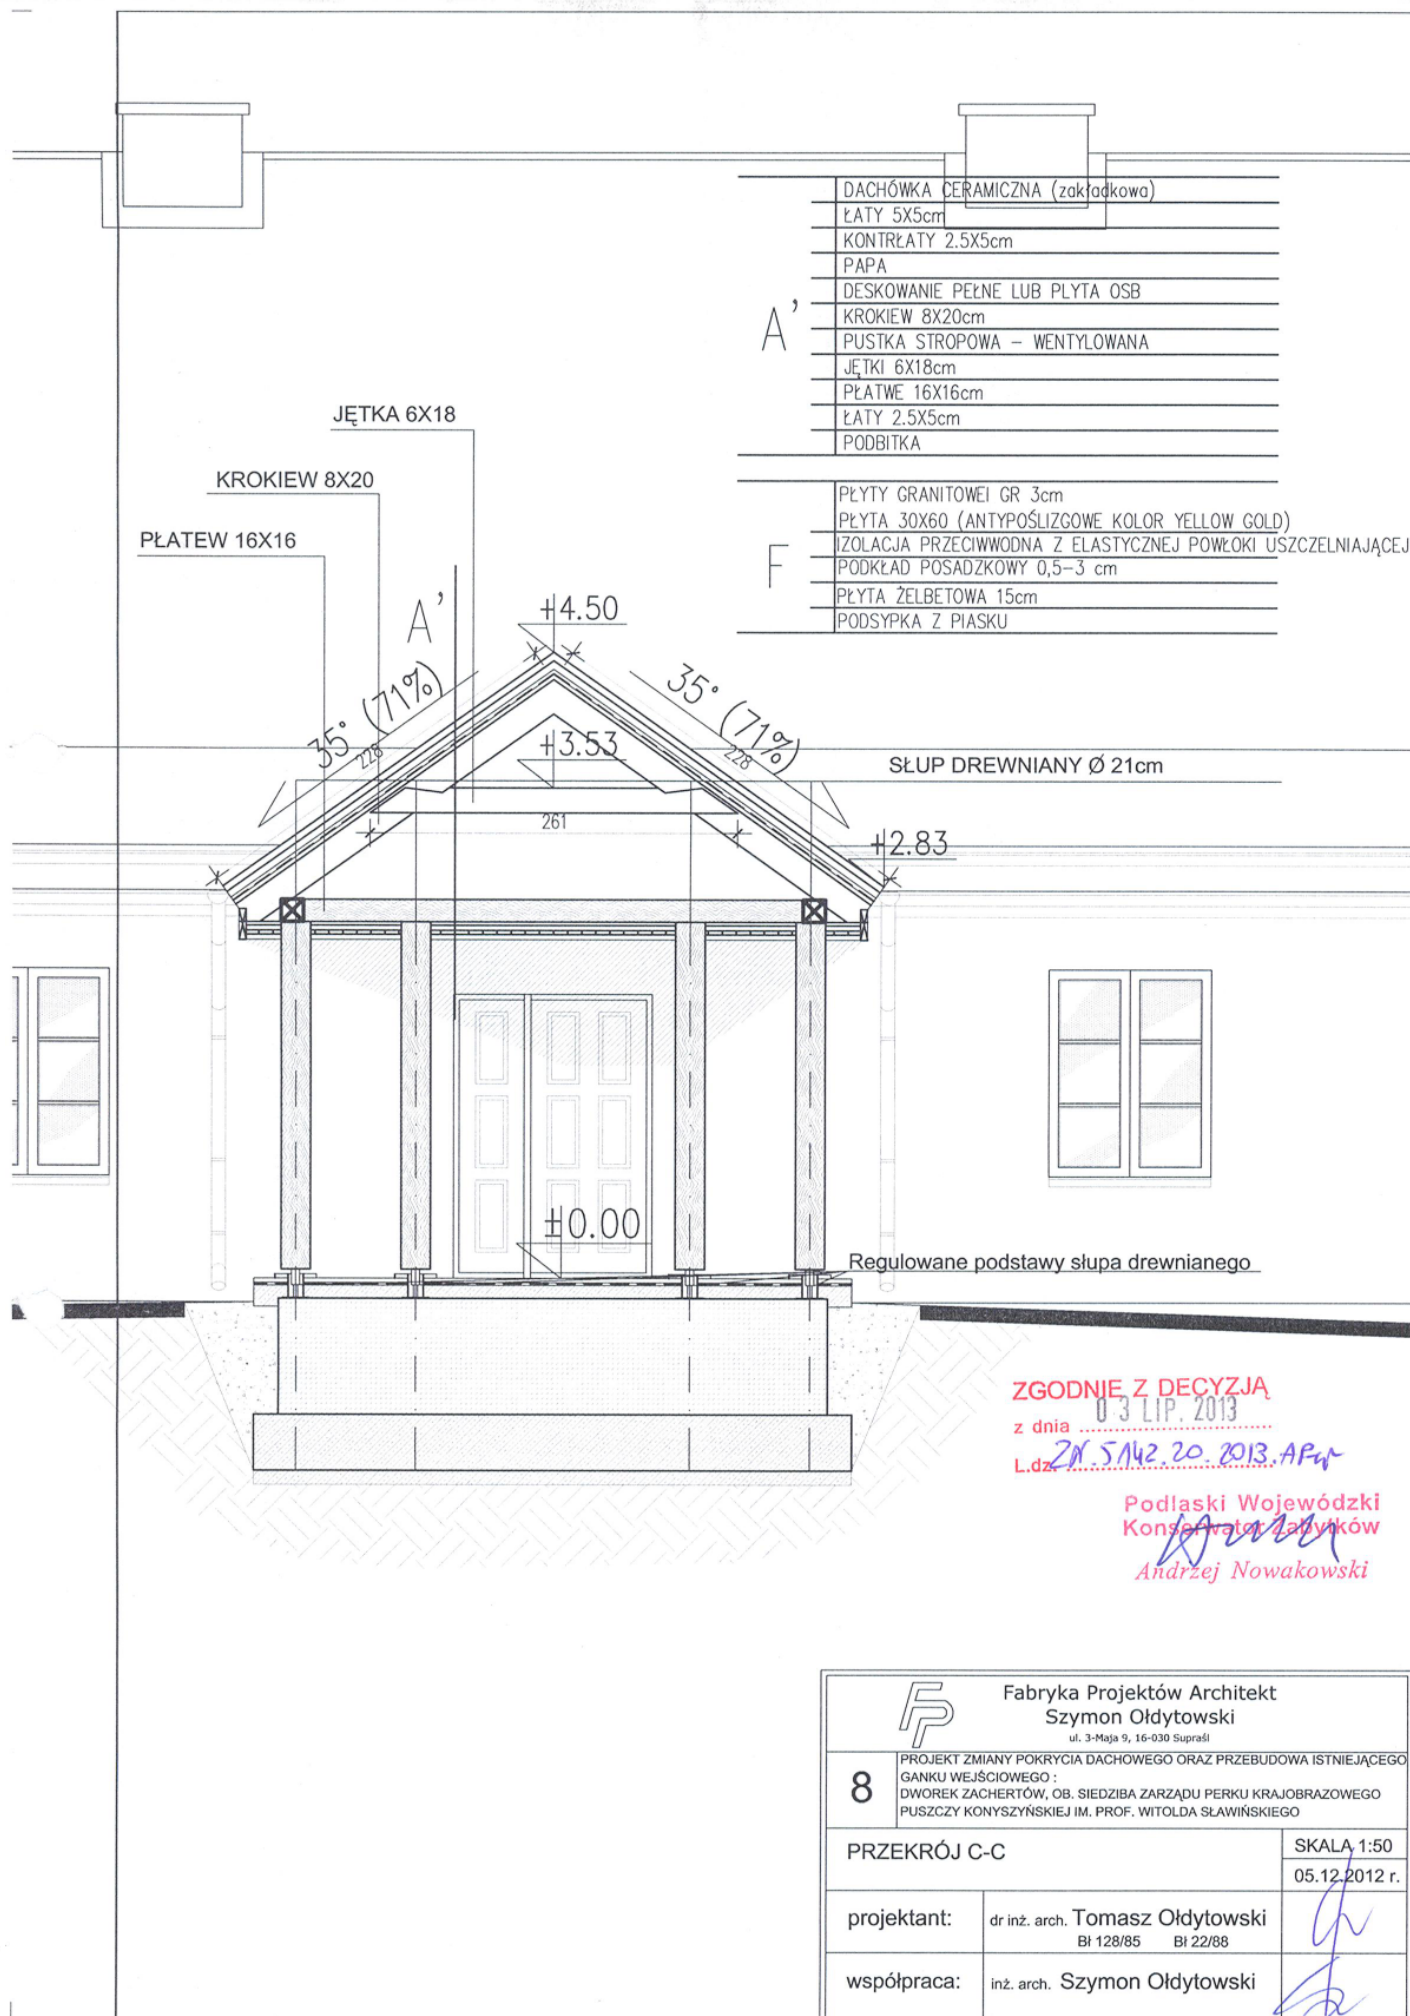 DACHÓWKA CERAMICZNA (zakładkowa)
ŁATY 5X5cm
KONTRŁATY 2.5X5cm
PAPA
DESKOWANIE PEŁNE LUB PLYTA OSB
A' KROKIEW 8X20cm
PUSTKA STROPOWA – WENTYLOWANA
JĘTKI 6X18cm
PŁATWE 16X16cm
ŁATY 2.5X5cm
PODBITKA
JĘTKA 6X18
KROKIEW 8X20
PŁATEW 16X16
PŁYTY GRANITOWEI GR 3cm
PŁYTA 30X60 (ANTYPOŚLIZGOWE KOLOR YELLOW GOLD)
IZOLACJA PRZECIWWODNA Z ELASTYCZNEJ POWŁOKI USZCZELNIAJĄCEJ
F PODKŁAD POSADZKOWY 0,5–3 cm
PŁYTA ŻELBETOWA 15cm
PODSYPKA Z PIASKU
A'
+4.50
35° (71%)
228
35° (71%)
228
+3.53
SŁUP DREWNIANY Ø 21cm
261
+2.83
±0.00
Regulowane podstawy słupa drewnianego
ZGODNIE Z DECYZJĄ
z dnia 03 LIP. 2013
L.dz. ZN.5142.20.2013.
Podlaski Wojewódzki
Konserwator Zabytków
Andrzej Nowakowski
FP
Fabryka Projektów Architekt
Szymon Ołdytowski
ul. 3-Maja 9, 16-030 Supraśl
8
PROJEKT ZMIANY POKRYCIA DACHOWEGO ORAZ PRZEBUDOWA ISTNIEJĄCEGO
GANKU WEJŚCIOWEGO :
DWOREK ZACHERTÓW, OB. SIEDZIBA ZARZĄDU PERKU KRAJOBRAZOWEGO
PUSZCZY KONYSZYŃSKIEJ IM. PROF. WITOLDA SŁAWIŃSKIEGO
PRZEKRÓJ C-C
SKALA 1:50
05.12.2012 r.
projektant: dr inż. arch. Tomasz Ołdytowski
Bł 128/85 Bł 22/88
współpraca: inż. arch. Szymon Ołdytowski